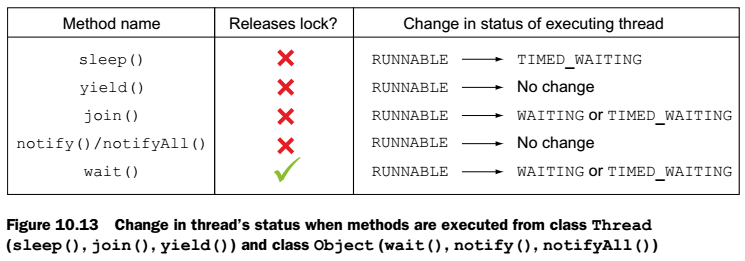 Method name Releases lock? Change in status of executing thread
sleep() RUNNABLE TIMED_WAITING
yield() RUNNABLE No change
join() RUNNABLE WAITING or TIMED_WAITING
notify()/notifyAll() RUNNABLE No change
wait() RUNNABLE WAITING or TIMED_WAITING
Figure 10.13 Change in thread's status when methods are executed from class Thread
(sleep(), join(), yield()) and class Object (wait(), notify(), notifyAll())